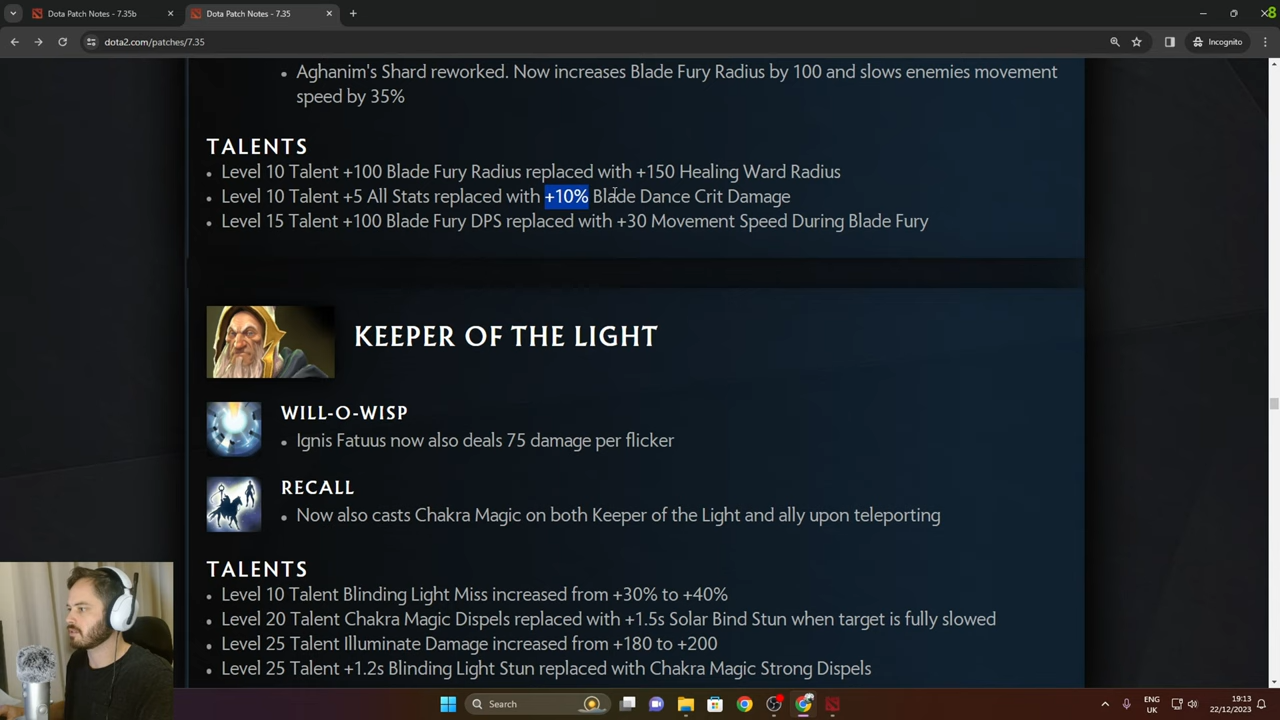 Dota Patch Notes - 7.35b
Dota Patch Notes - 7.35
8
dota2.com/patches/7.35
Incognito
Aghanim's Shard reworked. Now increases Blade Fury Radius by 100 and slows enemies movement
speed by 35%
TALENTS
Level 10 Talent +100 Blade Fury Radius replaced with +150 Healing Ward Radius
Level 10 Talent +5 All Stats replaced with +10% Blade Dance Crit Damage
Level 15 Talent +100 Blade Fury DPS replaced with +30 Movement Speed During Blade Fury
KEEPER OF THE LIGHT
WILL-O-WISP
Ignis Fatuus now also deals 75 damage per flicker
RECALL
Now also casts Chakra Magic on both Keeper of the Light and ally upon teleporting
TALENTS
Level 10 Talent Blinding Light Miss increased from +30% to +40%
Level 20 Talent Chakra Magic Dispels replaced with +1.5s Solar Bind Stun when target is fully slowed
Level 25 Talent Illuminate Damage increased from +180 to +200
Level 25 Talent +1.2s Blinding Light Stun replaced with Chakra Magic Strong Dispels
Search
ENG
UK
19:13
22/12/2023